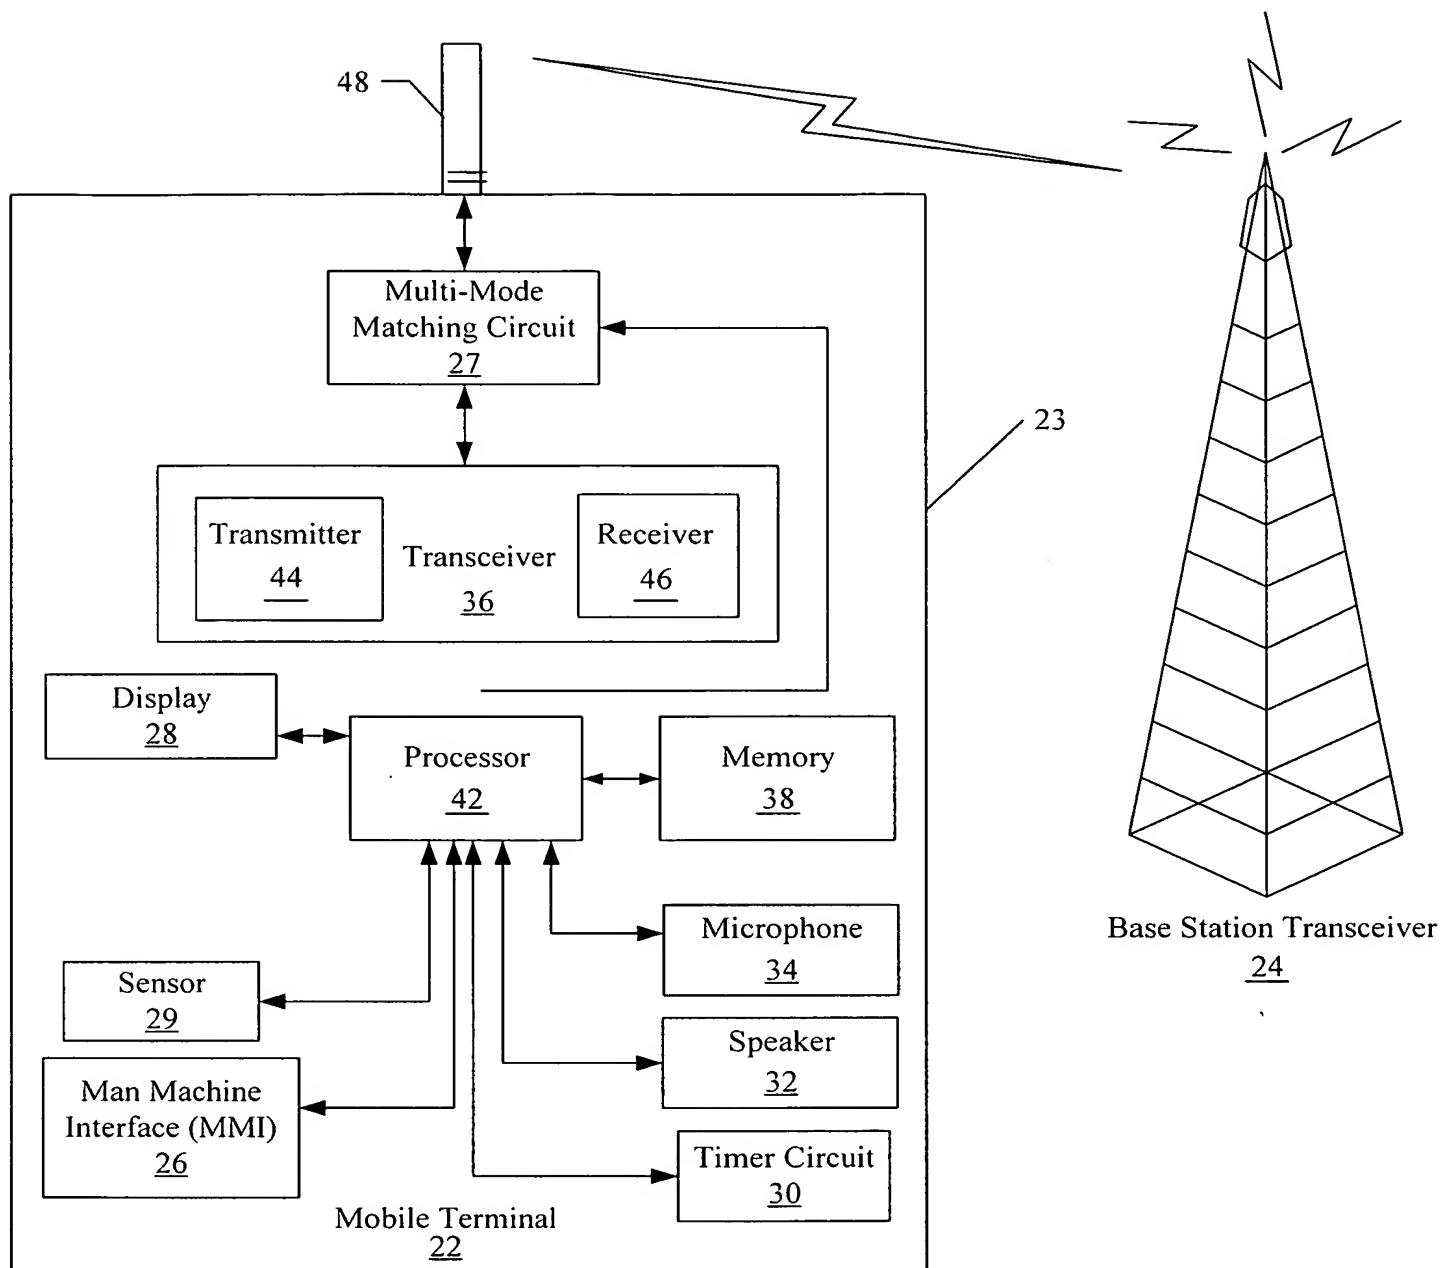 48
Multi-Mode
Matching Circuit
27
23
Transmitter
44
Transceiver
36
Receiver
46
Display
28
Processor
42
Memory
38
Microphone
34
Base Station Transceiver
24
Sensor
29
Speaker
32
Man Machine
Interface (MMI)
26
Timer Circuit
30
Mobile Terminal
22